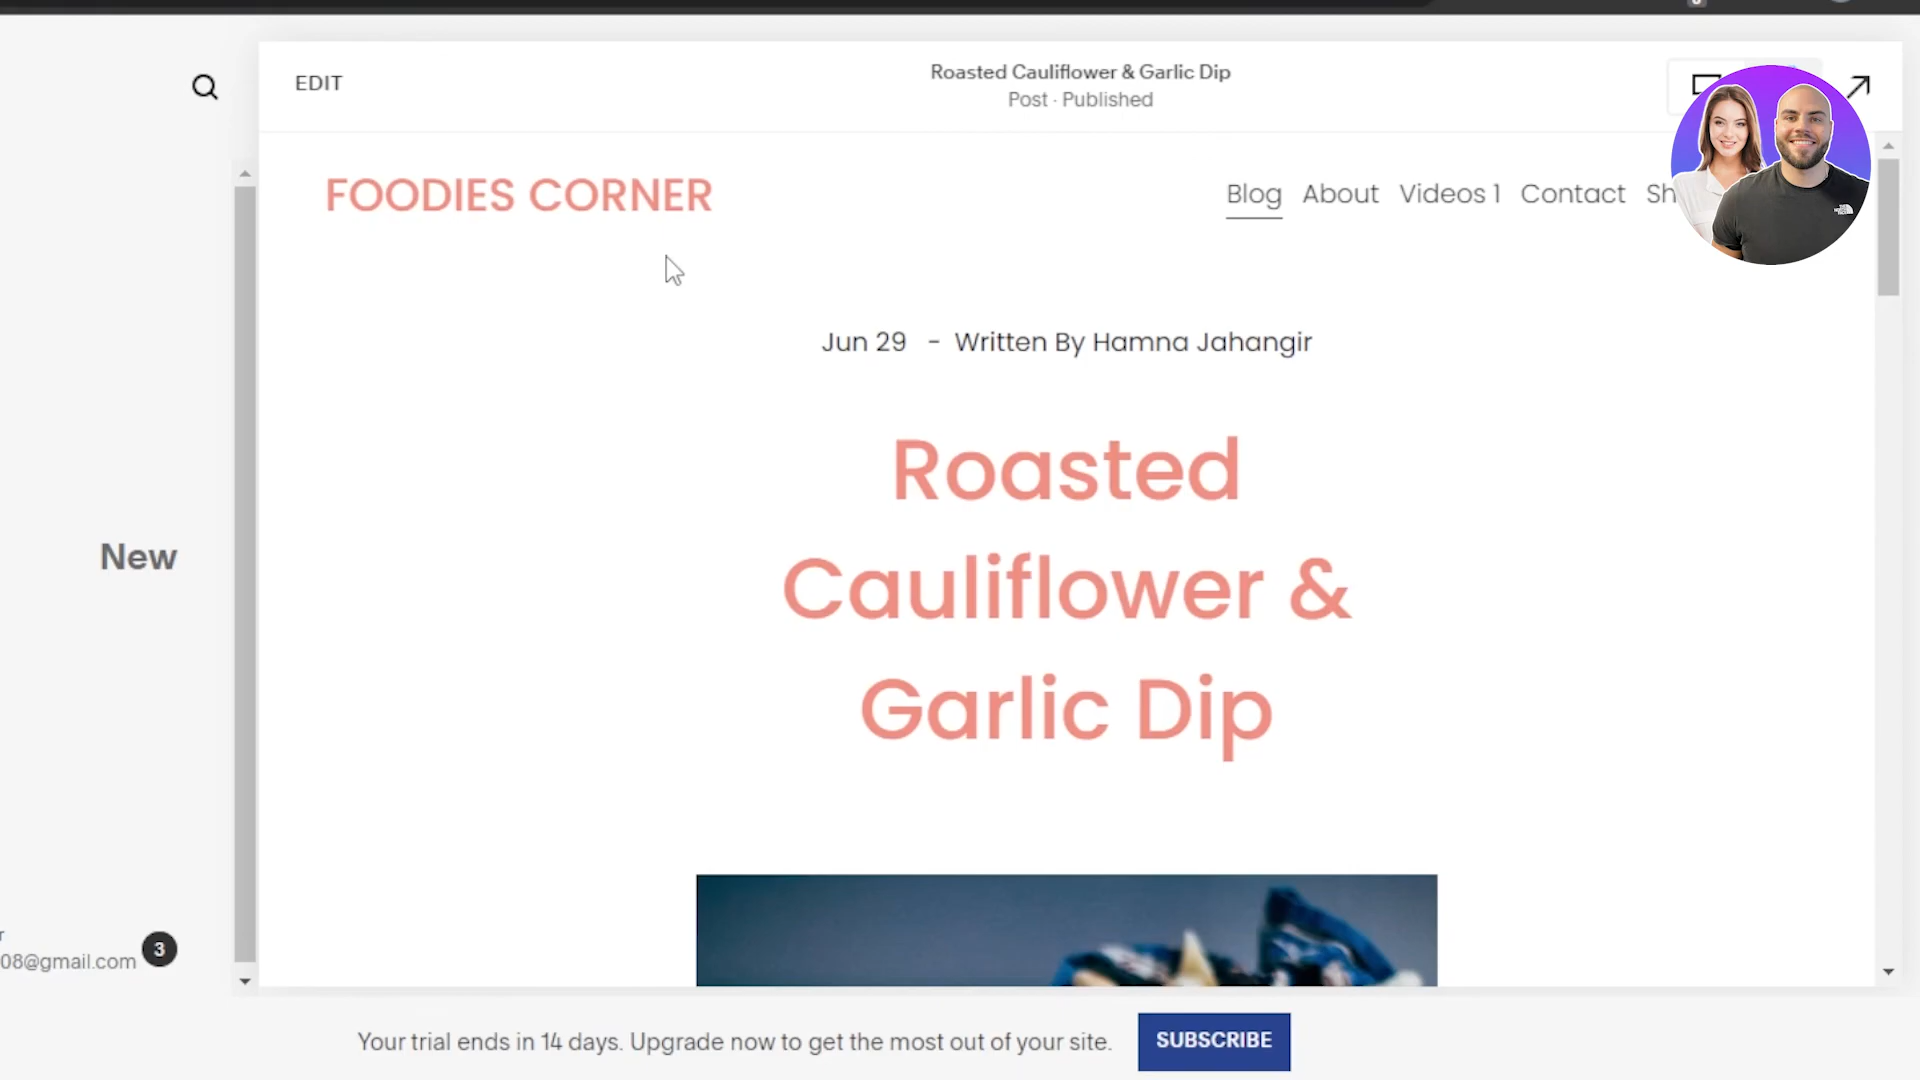 EDIT
Roasted Cauliflower & Garlic Dip
Post · Published
FOODIES CORNER
Blog About Videos 1 Contact Sh
Jun 29 - Written By Hamna Jahangir
Roasted
Cauliflower &
Garlic Dip
New
r
08@gmail.com
3
Your trial ends in 14 days. Upgrade now to get the most out of your site.
SUBSCRIBE